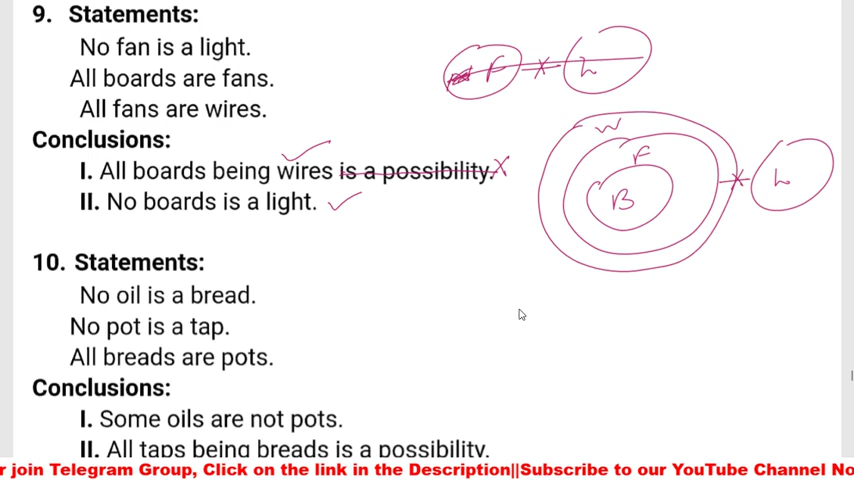 9. Statements:
No fan is a light.
All boards are fans.
All fans are wires.
Conclusions:
I. All boards being wires is a possibility. X
II. No boards is a light.
F L
W
F
B
L
10. Statements:
No oil is a bread.
No pot is a tap.
All breads are pots.
Conclusions:
I. Some oils are not pots.
II. All taps being breads is a possibility.
r join Telegram Group, Click on the link in the Description||Subscribe to our YouTube Channel No